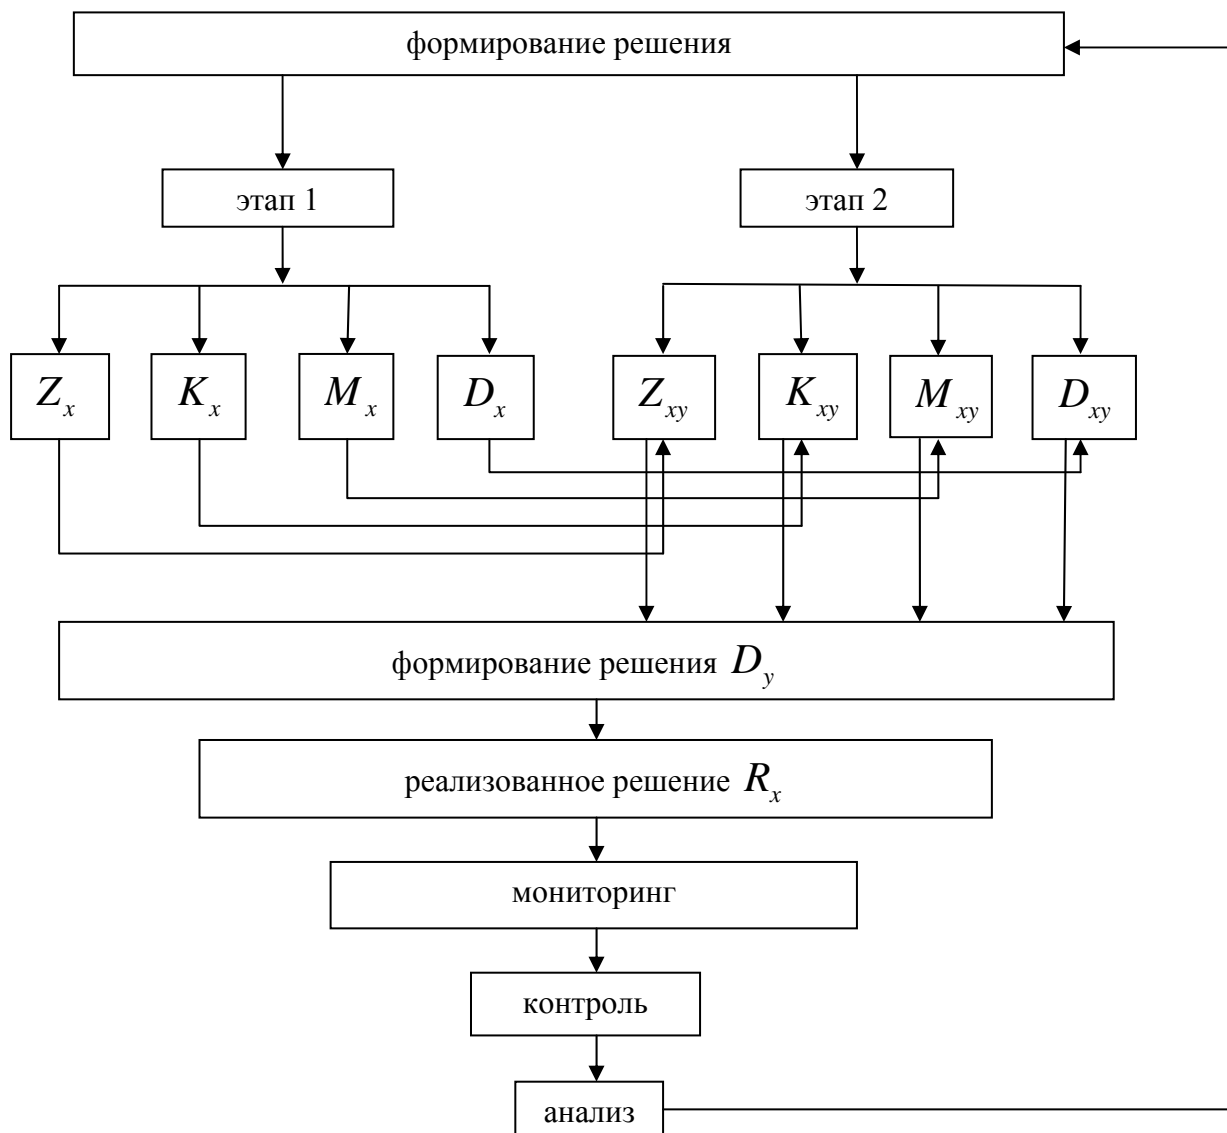 формирование решения
этап 1 этап 2
Z_x K_x M_x D_x Z_xy K_xy M_xy D_xy
формирование решения D_y
реализованное решение R_x
мониторинг
контроль
анализ